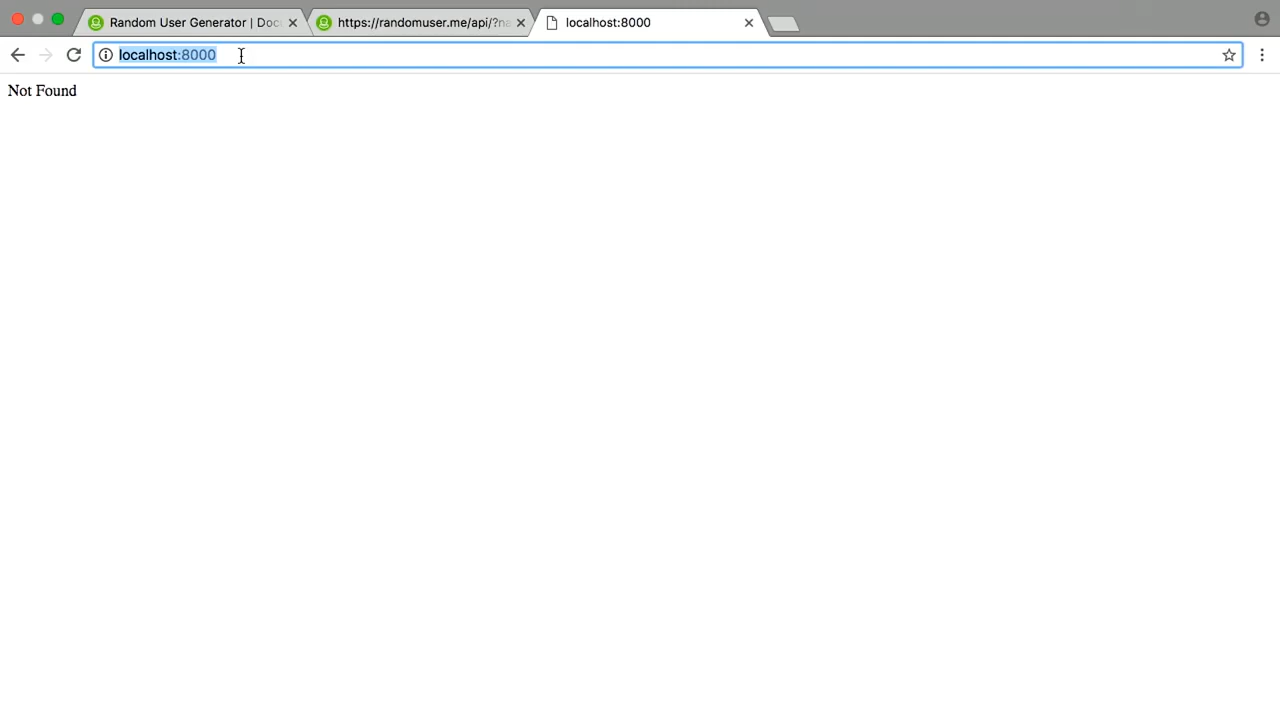 Random User Generator | Doc
https://randomuser.me/api/?na
localhost:8000
localhost:8000
Not Found